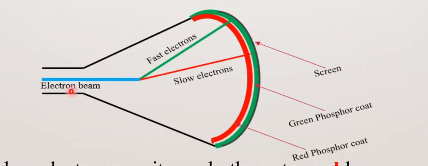 Fast electrons
Slow electrons
Electron beam
Screen
Green Phosphor coat
Red Phosphor coat